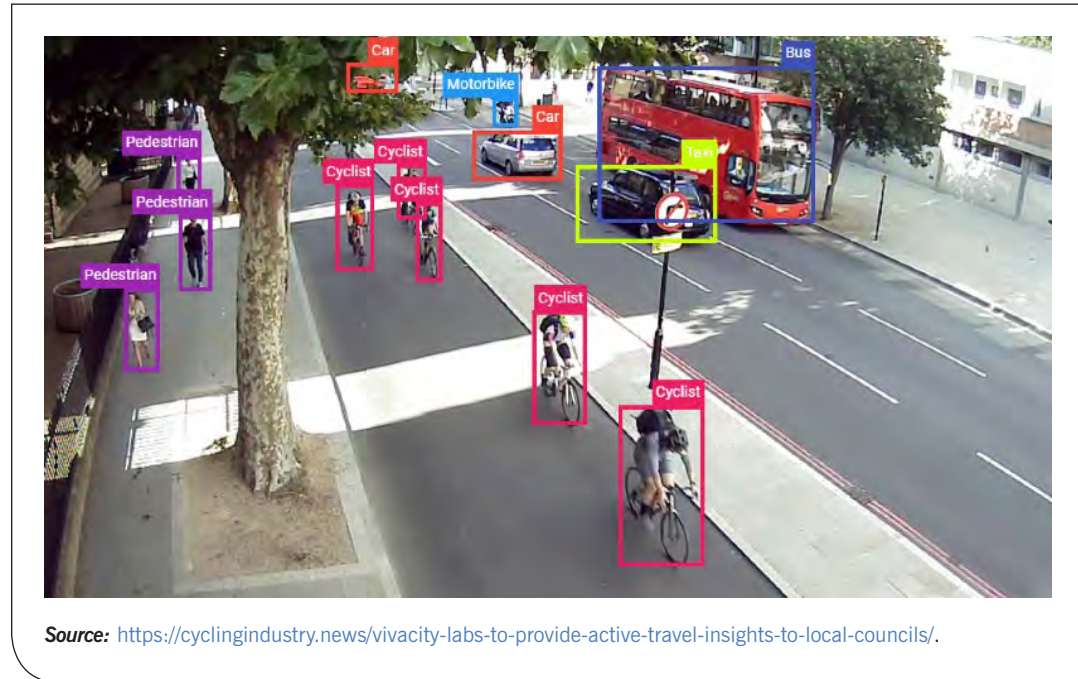 Car
Bus
Motorbike
Car
Pedestrian
Cyclist
Taxi
Cyclist
Cyclist
Pedestrian
Pedestrian
Cyclist
Cyclist
Source: https://cyclingindustry.news/vivacity-labs-to-provide-active-travel-insights-to-local-councils/.